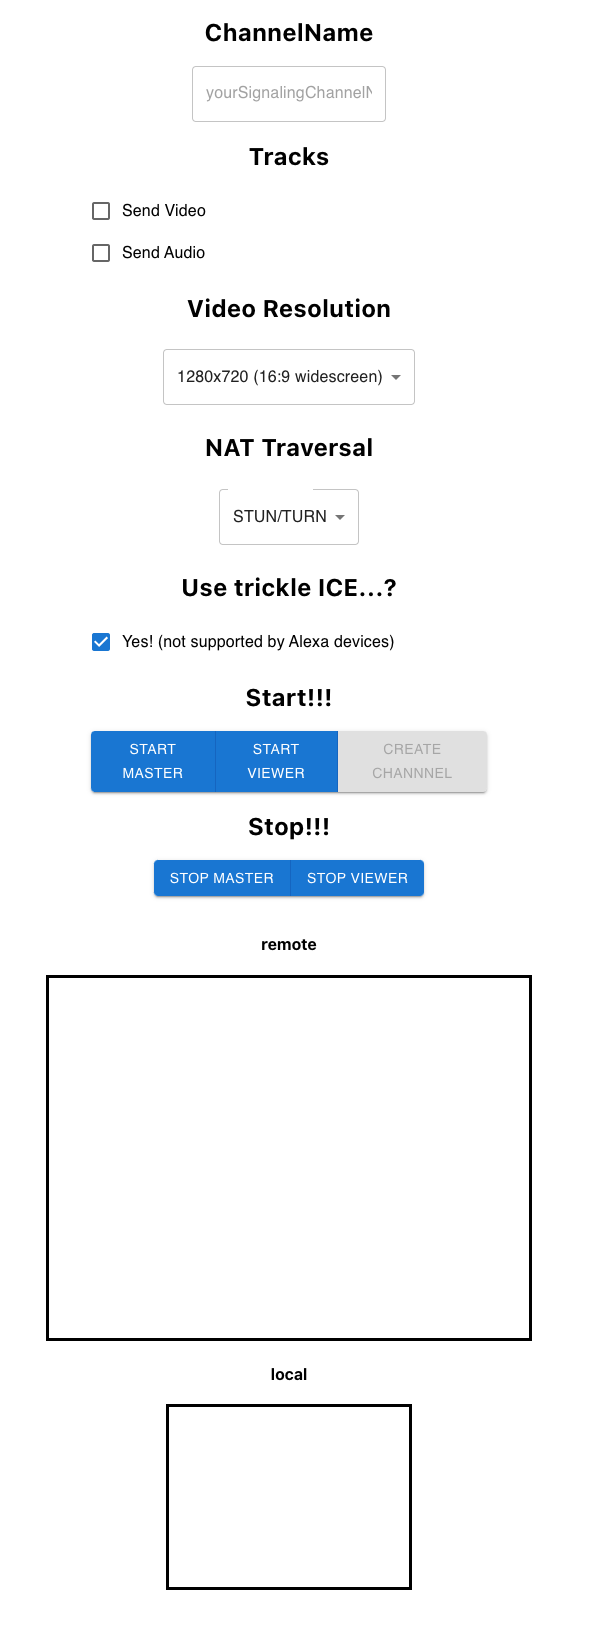 ChannelName
yourSignalingChannelN
Tracks
Send Video
Send Audio
Video Resolution
1280x720 (16:9 widescreen)
NAT Traversal
STUN/TURN
Use trickle ICE...?
Yes! (not supported by Alexa devices)
Start!!!
START
MASTER
START
VIEWER
CREATE
CHANNNEL
Stop!!!
STOP MASTER
STOP VIEWER
remote
local